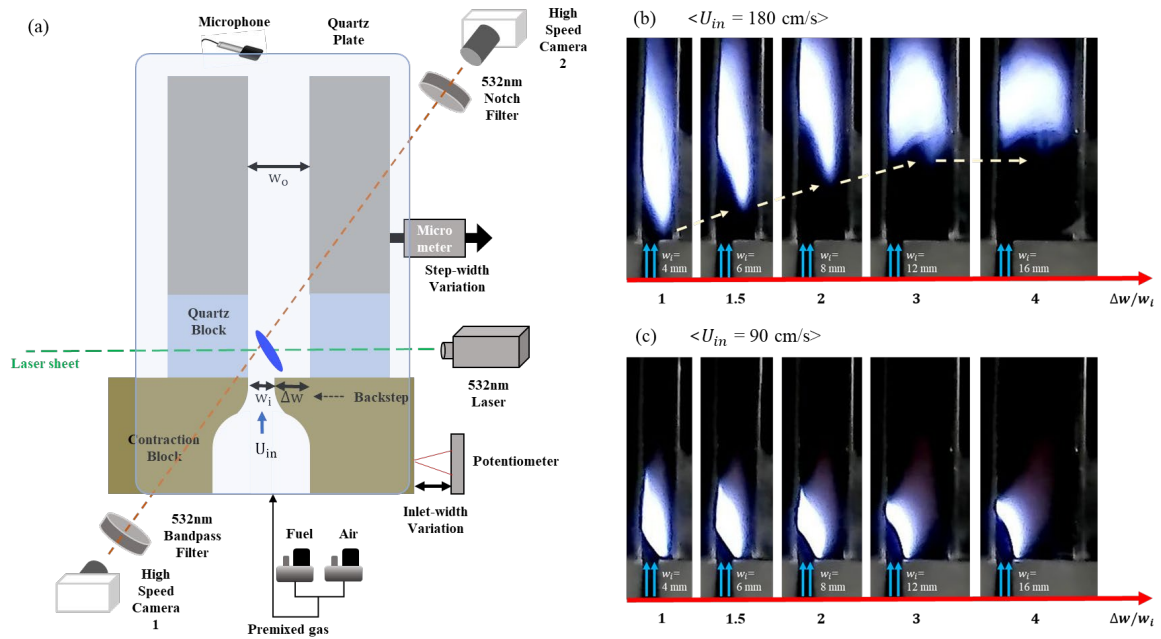 (a)
Microphone
Quartz
Plate
High
Speed
Camera
2
532nm
Notch
Filter
w₀
Micro
meter
Step-width
Variation
Quartz
Block
Laser sheet
532nm
Laser
wᵢ
Δw
Backstep
Contraction
Block
Uᵢₙ
Potentiometer
Inlet-width
Variation
532nm
Bandpass
Filter
Fuel
Air
High
Speed
Camera
1
Premixed gas
(b) <Uᵢₙ = 180 cm/s>
wᵢ=
4 mm
wᵢ=
6 mm
wᵢ=
8 mm
wᵢ=
12 mm
wᵢ=
16 mm
1 1.5 2 3 4 Δw/wᵢ
(c) <Uᵢₙ = 90 cm/s>
wᵢ=
4 mm
wᵢ=
6 mm
wᵢ=
8 mm
wᵢ=
12 mm
wᵢ=
16 mm
1 1.5 2 3 4 Δw/wᵢ